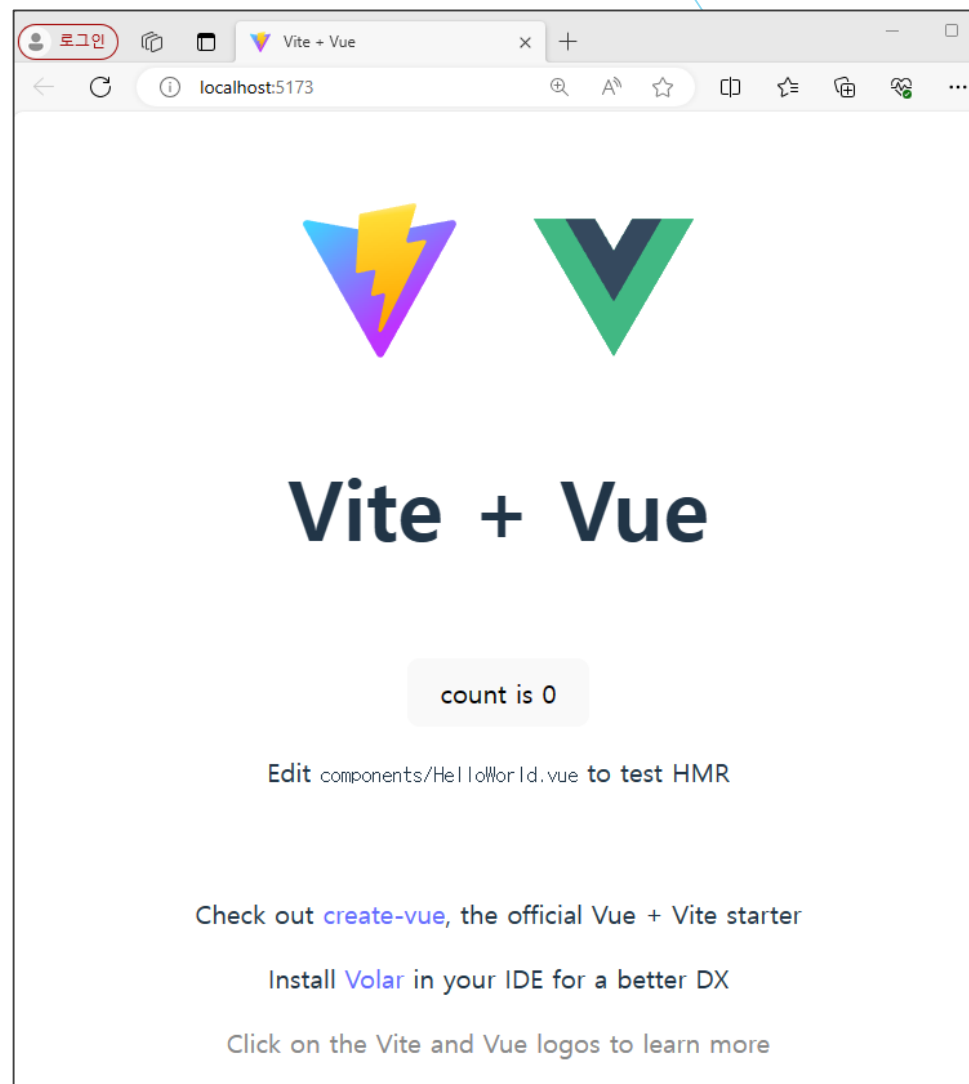 로그인
Vite + Vue
localhost:5173
Vite + Vue
count is 0
Edit components/HelloWorld.vue to test HMR
Check out create-vue, the official Vue + Vite starter
Install Volar in your IDE for a better DX
Click on the Vite and Vue logos to learn more